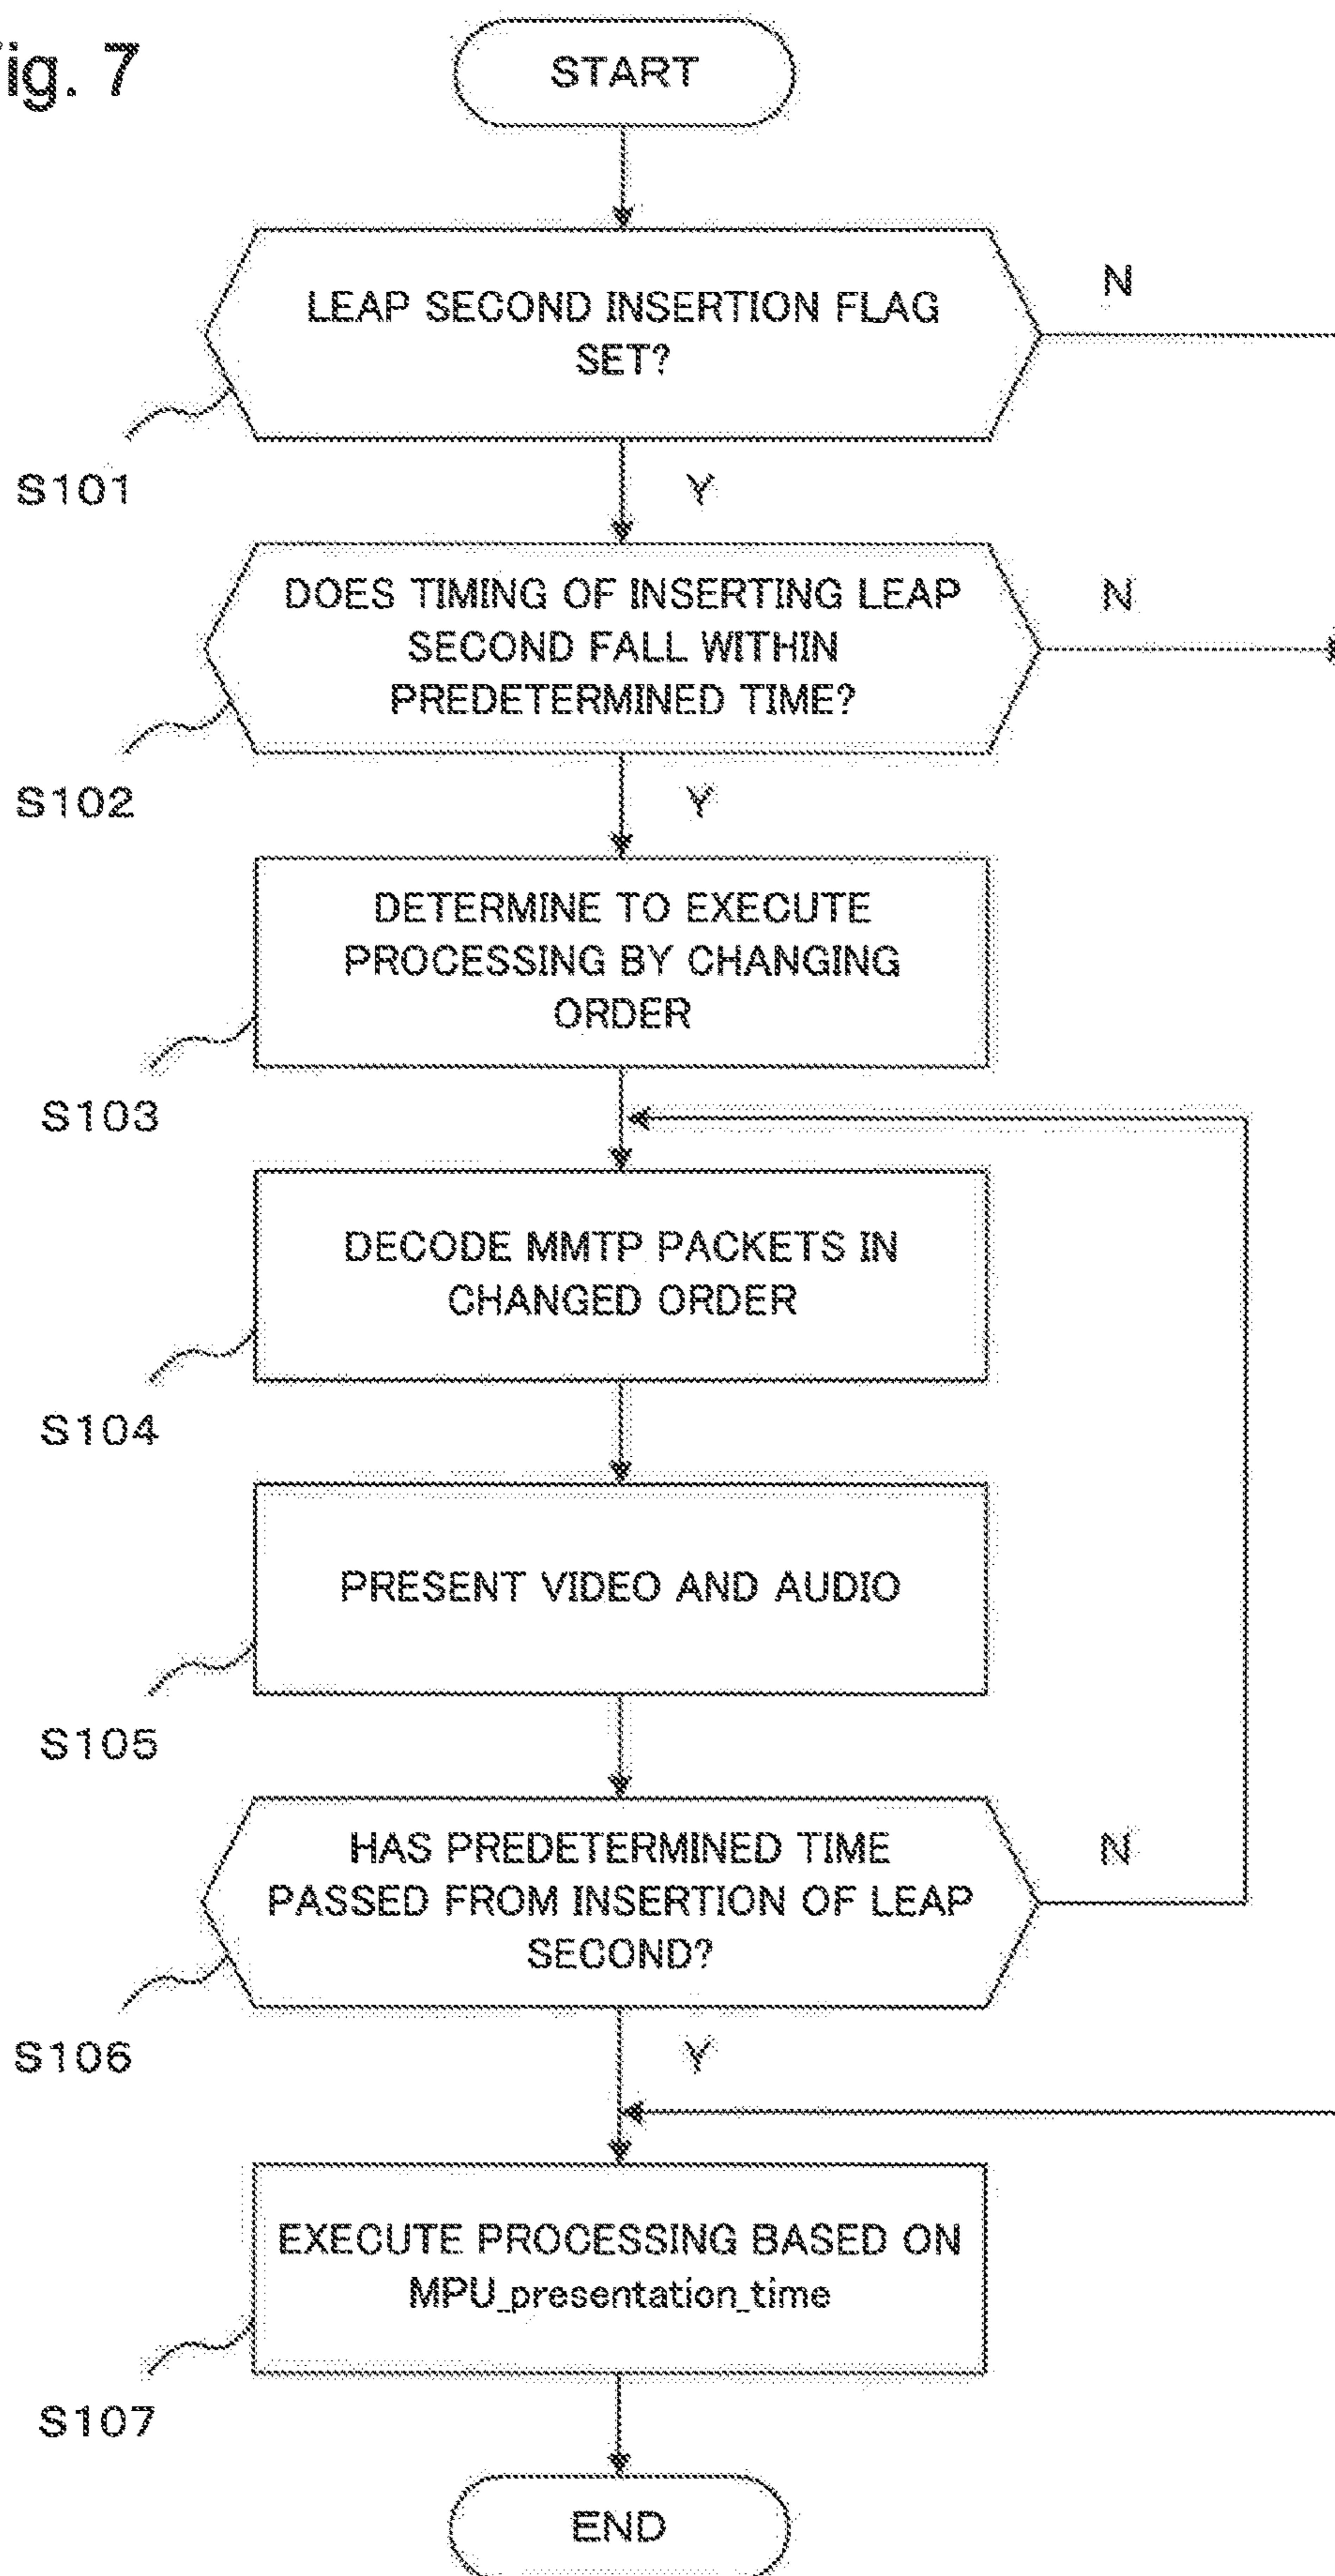 ig. 7
START
LEAP SECOND INSERTION FLAG
SET?
N
S101
Y
DOES TIMING OF INSERTING LEAP
SECOND FALL WITHIN
PREDETERMINED TIME?
N
S102
Y
DETERMINE TO EXECUTE
PROCESSING BY CHANGING
ORDER
S103
DECODE MMTP PACKETS IN
CHANGED ORDER
S104
PRESENT VIDEO AND AUDIO
S105
HAS PREDETERMINED TIME
PASSED FROM INSERTION OF LEAP
SECOND?
N
S106
Y
EXECUTE PROCESSING BASED ON
MPU_presentation_time
S107
END